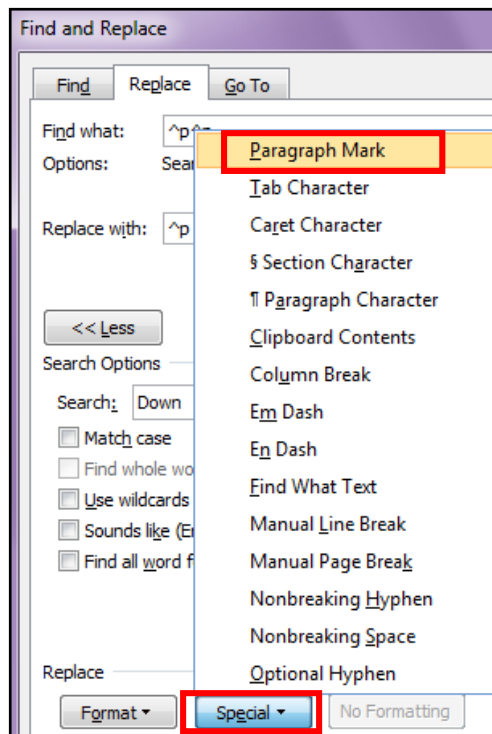 Find and Replace
Find Replace Go To
Find what: ^p^p
Paragraph Mark
Options: Sear
Tab Character
Replace with: ^p
Caret Character
§ Section Character
¶ Paragraph Character
<< Less
Clipboard Contents
Search Options
Column Break
Search: Down
Em Dash
Match case
En Dash
Find whole wo
Find What Text
Use wildcards
Manual Line Break
Sounds like (E
Find all word f
Manual Page Break
Nonbreaking Hyphen
Nonbreaking Space
Replace
Optional Hyphen
Format Special No Formatting